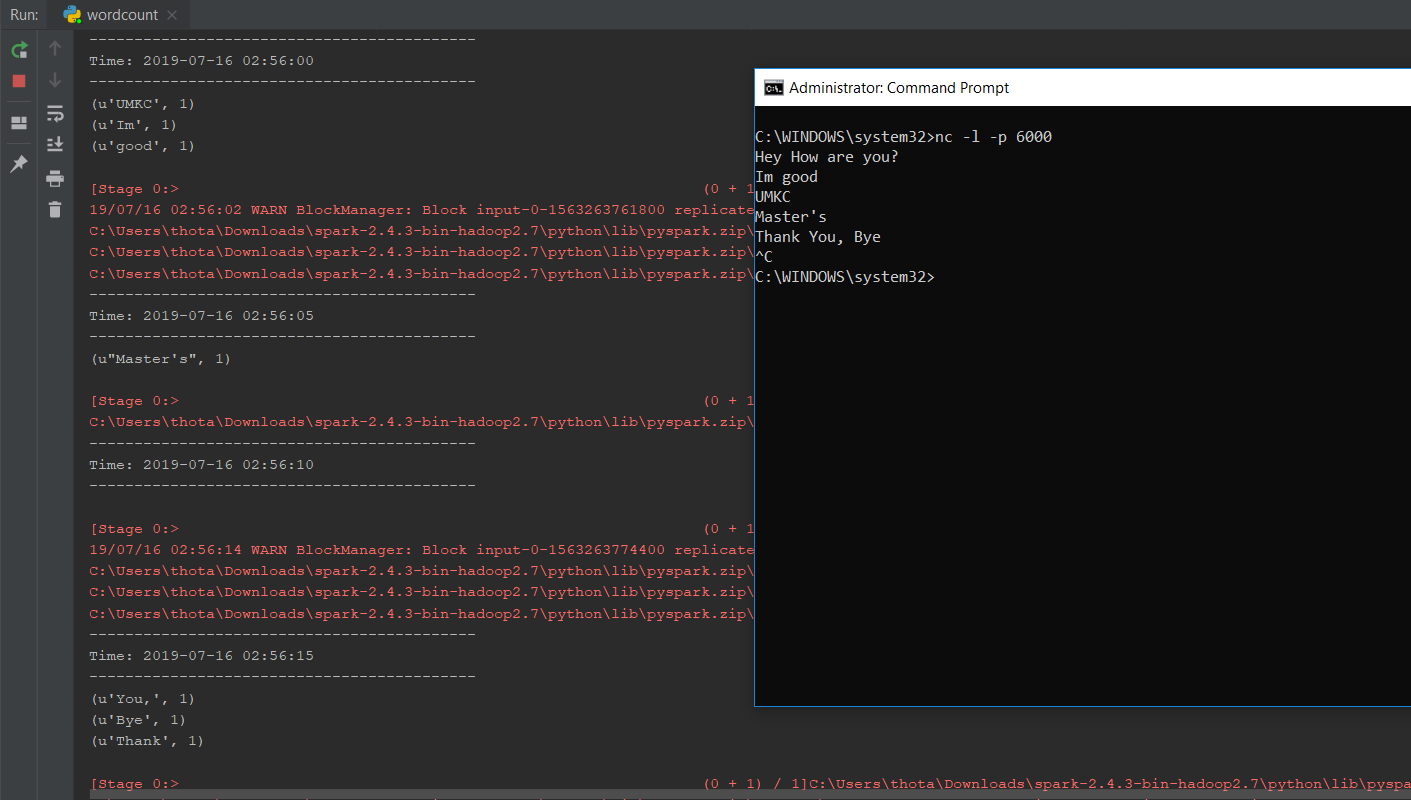 Run: wordcount
-------------------------------------------
Time: 2019-07-16 02:56:00
-------------------------------------------
(u'UMKC', 1)
(u'Im', 1)
(u'good', 1)
[Stage 0:> (0 + 1
19/07/16 02:56:02 WARN BlockManager: Block input-0-1563263761800 replicate
C:\Users\thota\Downloads\spark-2.4.3-bin-hadoop2.7\python\lib\pyspark.zip\
C:\Users\thota\Downloads\spark-2.4.3-bin-hadoop2.7\python\lib\pyspark.zip\
C:\Users\thota\Downloads\spark-2.4.3-bin-hadoop2.7\python\lib\pyspark.zip\
-------------------------------------------
Time: 2019-07-16 02:56:05
-------------------------------------------
(u"Master's", 1)
[Stage 0:> (0 + 1
C:\Users\thota\Downloads\spark-2.4.3-bin-hadoop2.7\python\lib\pyspark.zip\
-------------------------------------------
Time: 2019-07-16 02:56:10
-------------------------------------------
[Stage 0:> (0 + 1
19/07/16 02:56:14 WARN BlockManager: Block input-0-1563263774400 replicate
C:\Users\thota\Downloads\spark-2.4.3-bin-hadoop2.7\python\lib\pyspark.zip\
C:\Users\thota\Downloads\spark-2.4.3-bin-hadoop2.7\python\lib\pyspark.zip\
C:\Users\thota\Downloads\spark-2.4.3-bin-hadoop2.7\python\lib\pyspark.zip\
-------------------------------------------
Time: 2019-07-16 02:56:15
-------------------------------------------
(u'You,', 1)
(u'Bye', 1)
(u'Thank', 1)
[Stage 0:> (0 + 1) / 1]C:\Users\thota\Downloads\spark-2.4.3-bin-hadoop2.7\python\lib\pyspa
Administrator: Command Prompt
C:\WINDOWS\system32>nc -l -p 6000
Hey How are you?
Im good
UMKC
Master's
Thank You, Bye
^C
C:\WINDOWS\system32>